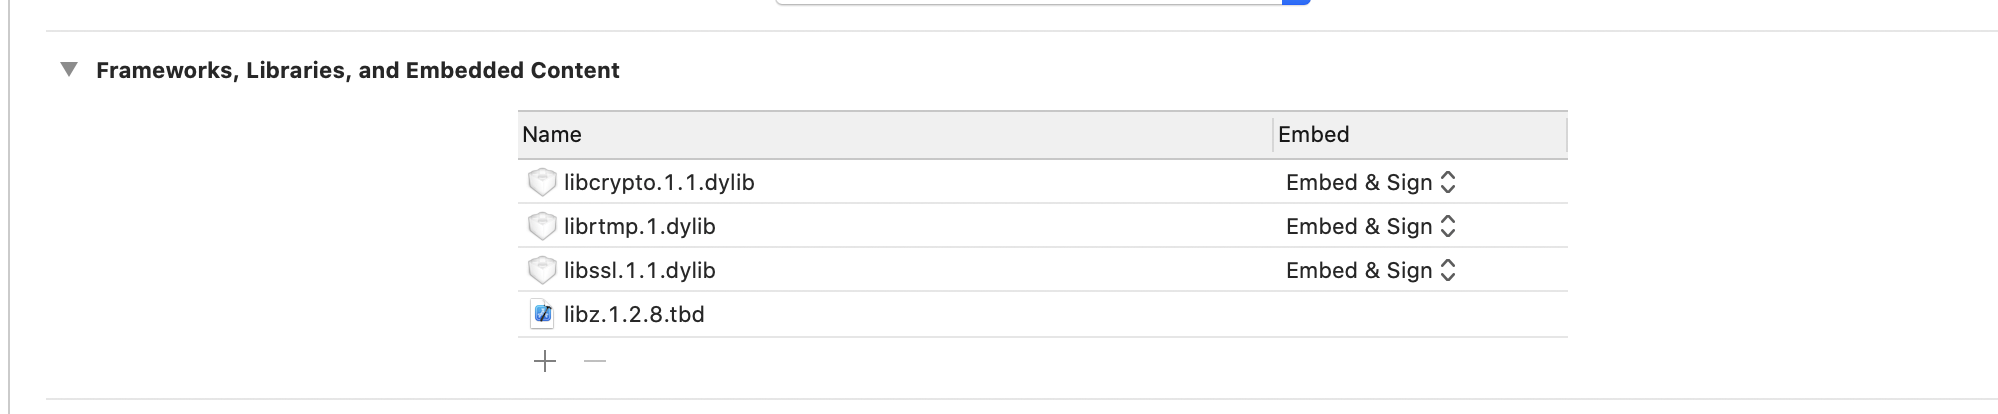 Frameworks, Libraries, and Embedded Content
Name Embed
libcrypto.1.1.dylib Embed & Sign
librtmp.1.dylib Embed & Sign
libssl.1.1.dylib Embed & Sign
libz.1.2.8.tbd